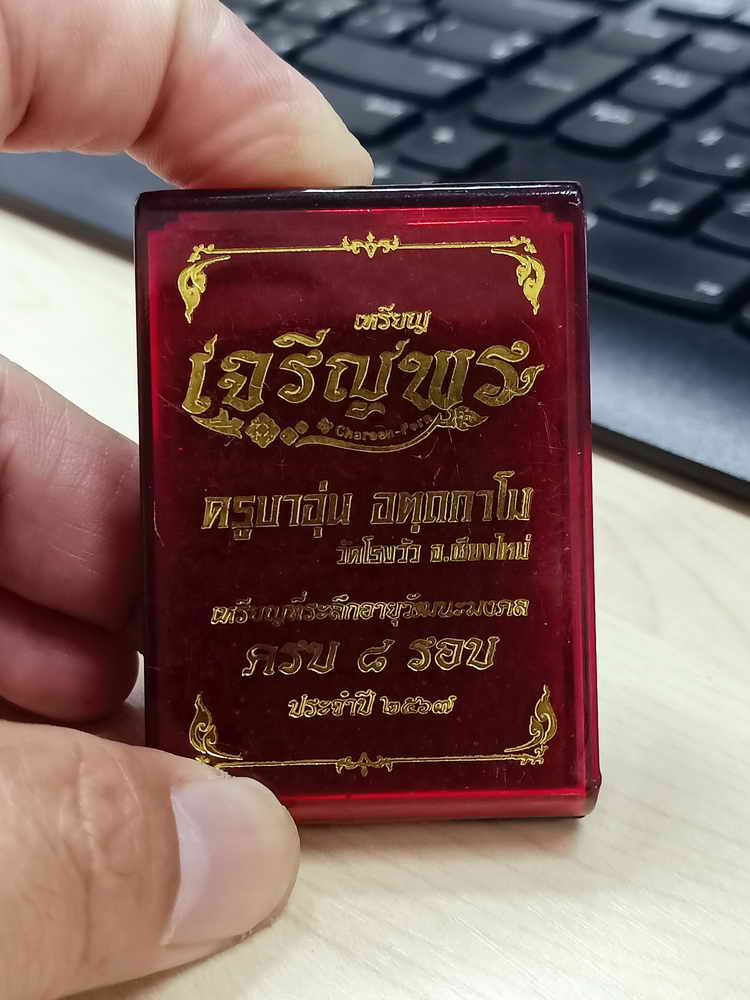 เหรียญ
เจริญพร
Charoen-Porn
ครูบาอุ่น อตฺถกาโม
วัดโรงวัว จ.เชียงใหม่
เหรียญที่ระลึกอายุวัฒนะมงคล
ครบ ๘ รอบ
ประจำปี ๒๕๖๗